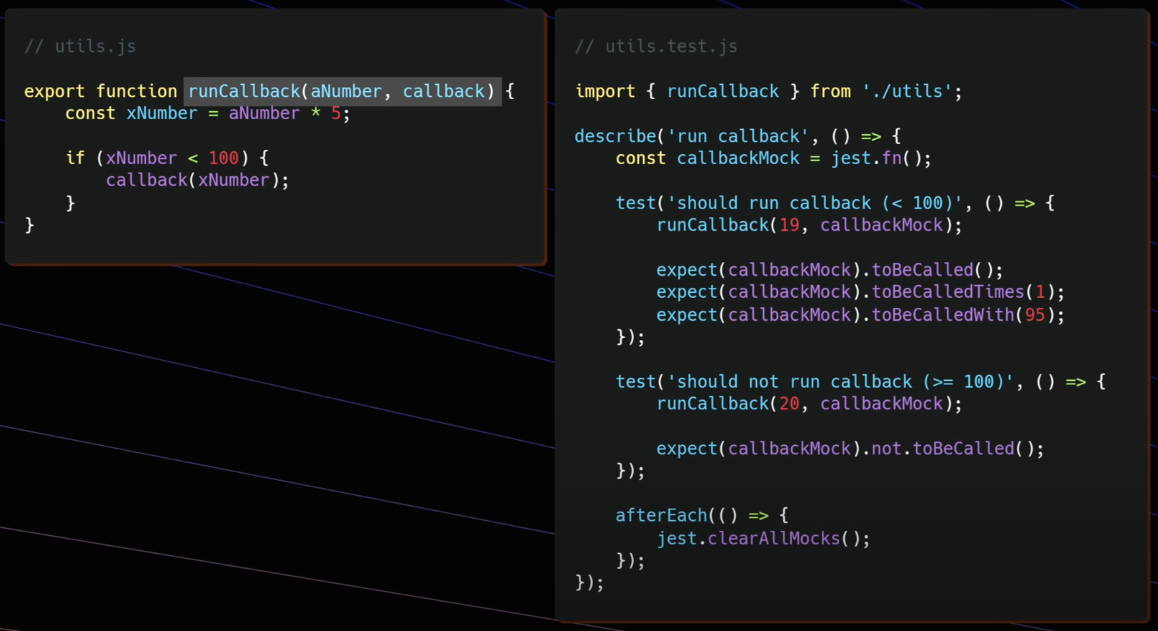 // utils.js
export function runCallback(aNumber, callback) {
    const xNumber = aNumber * 5;
    if (xNumber < 100) {
        callback(xNumber);
    }
}
// utils.test.js
import { runCallback } from './utils';
describe('run callback', () => {
    const callbackMock = jest.fn();
    test('should run callback (< 100)', () => {
        runCallback(19, callbackMock);
        expect(callbackMock).toBeCalled();
        expect(callbackMock).toBeCalledTimes(1);
        expect(callbackMock).toBeCalledWith(95);
    });
    test('should not run callback (>= 100)', () => {
        runCallback(20, callbackMock);
        expect(callbackMock).not.toBeCalled();
    });
    afterEach(() => {
        jest.clearAllMocks();
    });
});